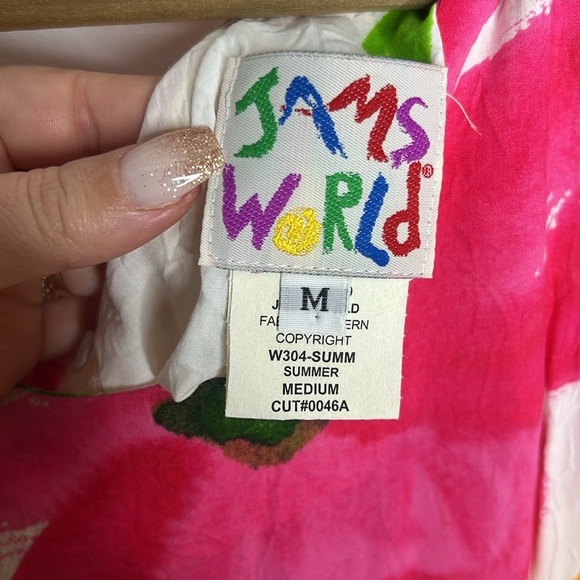 JAMS
WORLD®
M
COPYRIGHT
W304-SUMM
SUMMER
MEDIUM
CUT#0046A